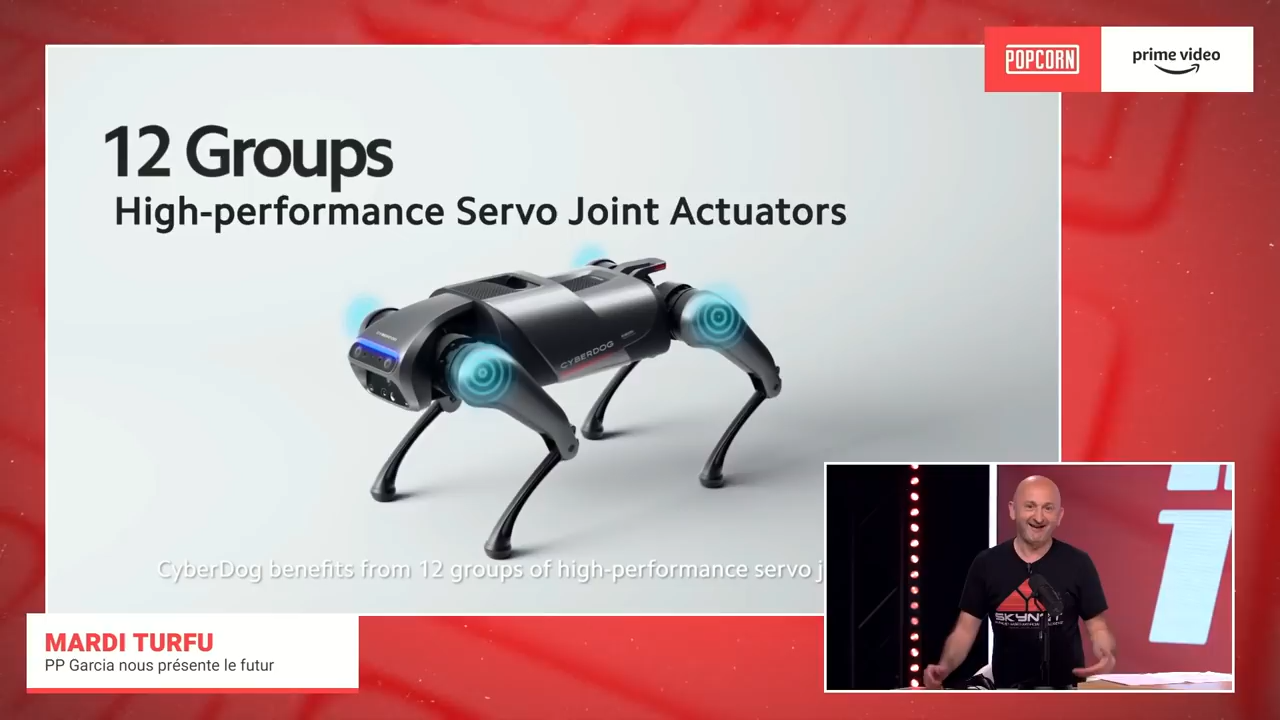 POPCORN
prime video
12 Groups
High-performance Servo Joint Actuators
CYBERDOG
CyberDog benefits from 12 groups of high-performance servo j
SKYNET
MARDI TURFU
PP Garcia nous présente le futur